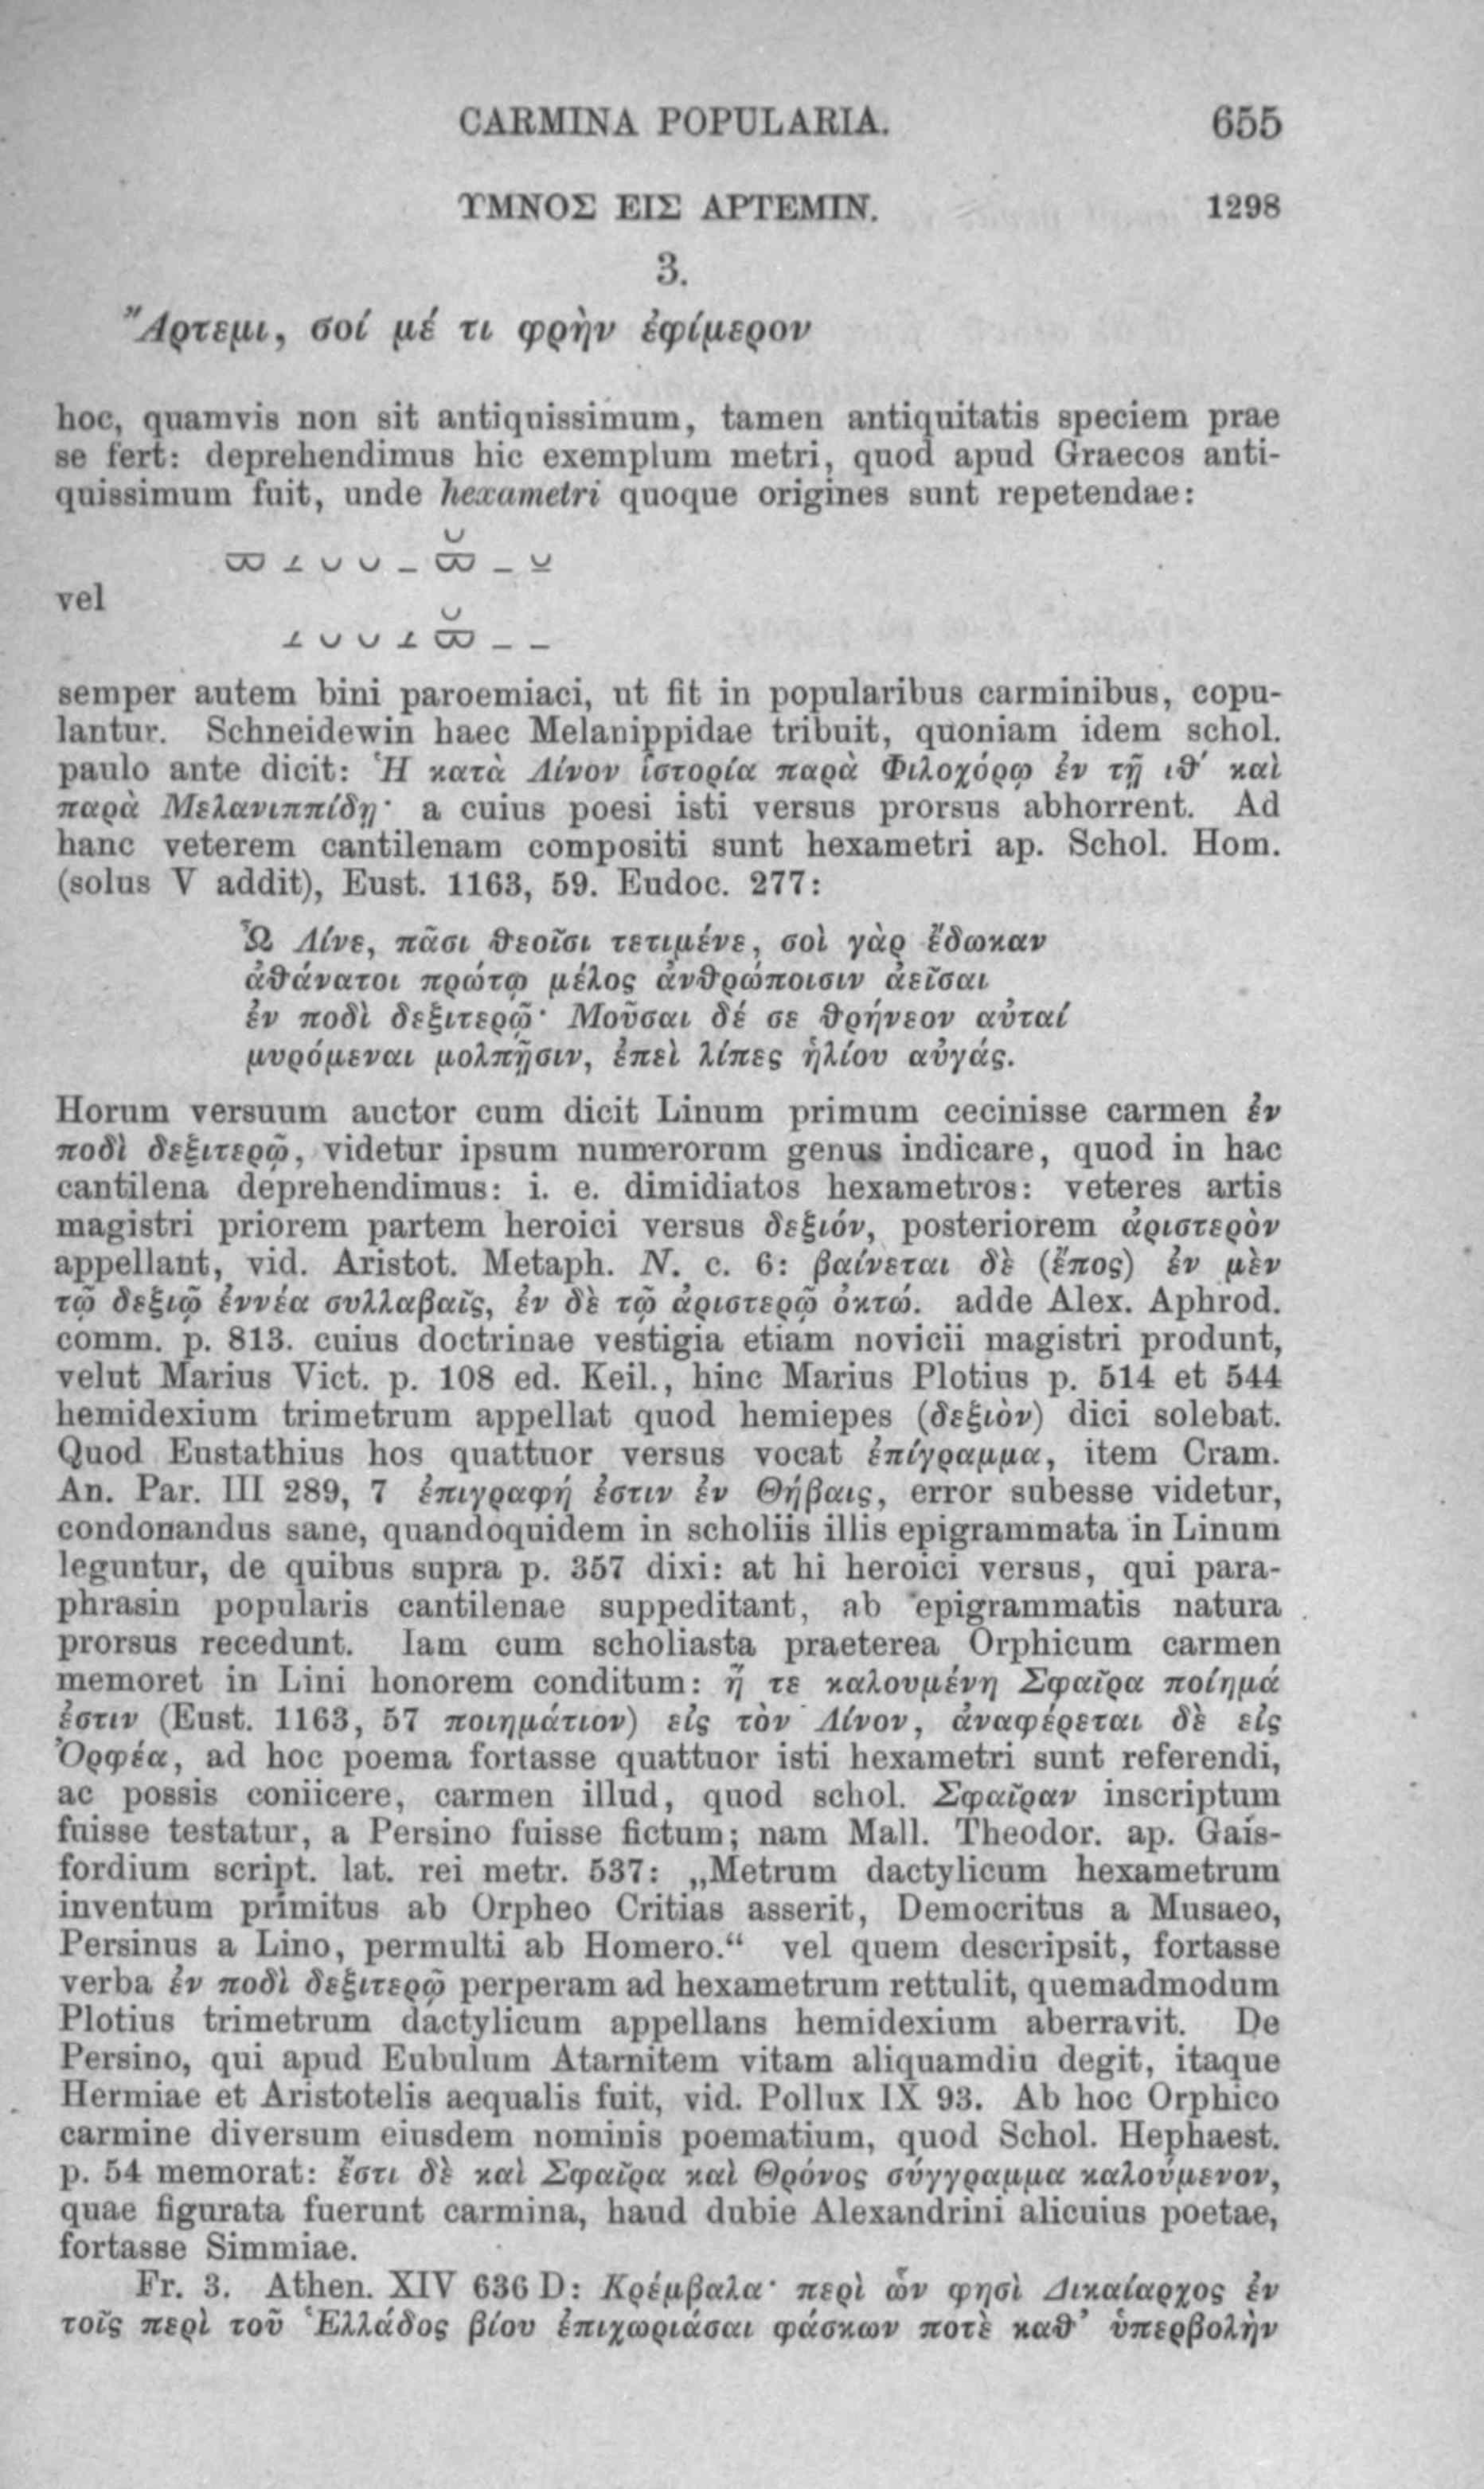 CARMINA POPULARIA. 655
ΥΜΝΟΣ ΕΙΣ ΑΡΤΕΜΙΝ. 1298
3.
Ἄρτεμι, σοί μέ τι φρὴν ἐφίμερον
hoc, quamvis non sit antiquissimum, tamen antiquitatis speciem prae
se fert: deprehendimus hic exemplum metri, quod apud Graecos anti-
quissimum fuit, unde hexametri quoque origines sunt repetendae:
vel
semper autem bini paroemiaci, ut fit in popularibus carminibus, copu-
lantur. Schneidewin haec Melanippidae tribuit, quoniam idem schol.
paulo ante dicit: Ἡ κατὰ Λίνον ἱστορία παρὰ Φιλοχόρῳ ἐν τῇ ιθ΄ καὶ
παρὰ Μελανιππίδῃ· a cuius poesi isti versus prorsus abhorrent. Ad
hanc veterem cantilenam compositi sunt hexametri ap. Schol. Hom.
(solus V addit), Eust. 1163, 59. Eudoc. 277:
Ὦ Λίνε, πᾶσι θεοῖσι τετιμένε, σοὶ γὰρ ἔδωκαν
ἀθάνατοι πρώτῳ μέλος ἀνθρώποισιν ἀεῖσαι
ἐν ποδὶ δεξιτερῷ· Μοῦσαι δέ σε θρήνεον αὐταί
μυρόμεναι μολπῇσιν, ἐπεὶ λίπες ἡλίου αὐγάς.
Horum versuum auctor cum dicit Linum primum cecinisse carmen ἐν
ποδὶ δεξιτερῷ, videtur ipsum numerorum genus indicare, quod in hac
cantilena deprehendimus: i. e. dimidiatos hexametros: veteres artis
magistri priorem partem heroici versus δεξιόν, posteriorem ἀριστερὸν
appellant, vid. Aristot. Metaph. N. c. 6: βαίνεται δὲ (ἔπος) ἐν μὲν
τῷ δεξιῷ ἐννέα συλλαβαῖς, ἐν δὲ τῷ ἀριστερῷ ὀκτώ. adde Alex. Aphrod.
comm. p. 813. cuius doctrinae vestigia etiam novicii magistri produnt,
velut Marius Vict. p. 108 ed. Keil., hinc Marius Plotius p. 514 et 544
hemidexium trimetrum appellat quod hemiepes (δεξιὸν) dici solebat.
Quod Eustathius hos quattuor versus vocat ἐπίγραμμα, item Cram.
An. Par. III 289, 7 ἐπιγραφή ἐστιν ἐν Θήβαις, error subesse videtur,
condonandus sane, quandoquidem in scholiis illis epigrammata in Linum
leguntur, de quibus supra p. 357 dixi: at hi heroici versus, qui para-
phrasin popularis cantilenae suppeditant, ab epigrammatis natura
prorsus recedunt. Iam cum scholiasta praeterea Orphicum carmen
memoret in Lini honorem conditum: ἥ τε καλουμένη Σφαῖρα ποίημά
ἐστιν (Eust. 1163, 57 ποιημάτιον) εἰς τὸν Λίνον, ἀναφέρεται δὲ εἰς
Ὀρφέα, ad hoc poema fortasse quattuor isti hexametri sunt referendi,
ac possis coniicere, carmen illud, quod schol. Σφαῖραν inscriptum
fuisse testatur, a Persino fuisse fictum; nam Mall. Theodor. ap. Gais-
fordium script. lat. rei metr. 537: „Metrum dactylicum hexametrum
inventum primitus ab Orpheo Critias asserit, Democritus a Musaeo,
Persinus a Lino, permulti ab Homero.“ vel quem descripsit, fortasse
verba ἐν ποδὶ δεξιτερῷ perperam ad hexametrum rettulit, quemadmodum
Plotius trimetrum dactylicum appellans hemidexium aberravit. De
Persino, qui apud Eubulum Atarnitem vitam aliquamdiu degit, itaque
Hermiae et Aristotelis aequalis fuit, vid. Pollux IX 93. Ab hoc Orphico
carmine diversum eiusdem nominis poematium, quod Schol. Hephaest.
p. 54 memorat: ἔστι δὲ καὶ Σφαῖρα καὶ Θρόνος σύγγραμμα καλούμενον,
quae figurata fuerunt carmina, haud dubie Alexandrini alicuius poetae,
fortasse Simmiae.
Fr. 3. Athen. XIV 636 D: Κρέμβαλα· περὶ ὧν φησὶ Δικαίαρχος ἐν
τοῖς περὶ τοῦ Ἑλλάδος βίου ἐπιχωριάσαι φάσκων ποτὲ καθ’ ὑπερβολὴν